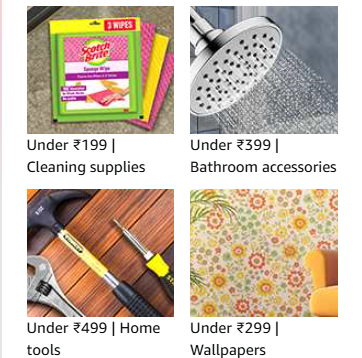 3 WIPES
Scotch
Brite
Sponge Wipe
Under ₹199 |
Cleaning supplies
Under ₹399 |
Bathroom accessories
Under ₹499 | Home
tools
Under ₹299 |
Wallpapers